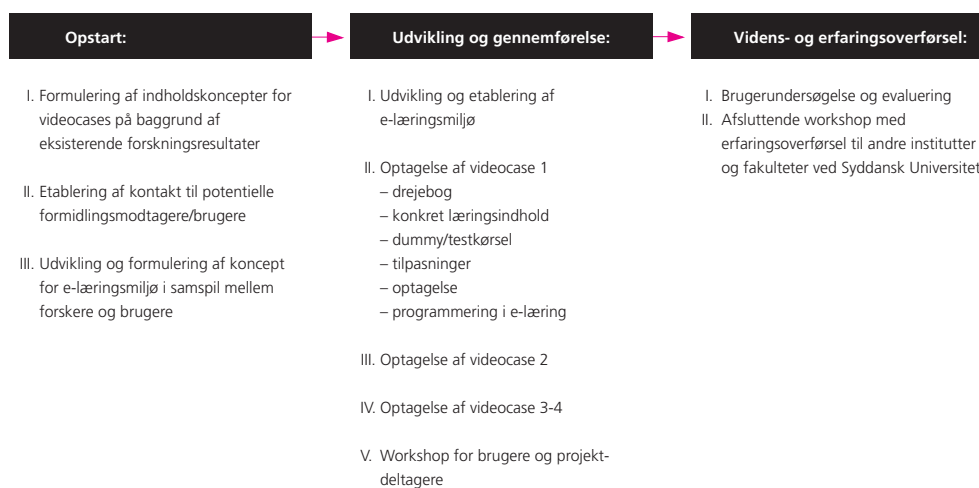 Opstart:
I. Formulering af indholdskoncepter for
videocases på baggrund af
eksisterende forskningsresultater
II. Etablering af kontakt til potentielle
formidlingsmodtagere/brugere
III. Udvikling og formulering af koncept
for e-læringsmiljø i samspil mellem
forskere og brugere
Udvikling og gennemførelse:
I. Udvikling og etablering af
e-læringsmiljø
II. Optagelse af videocase 1
– drejebog
– konkret læringsindhold
– dummy/testkørsel
– tilpasninger
– optagelse
– programmering i e-læring
III. Optagelse af videocase 2
IV. Optagelse af videocase 3-4
V. Workshop for brugere og projekt-
deltagere
Videns- og erfaringsoverførsel:
I. Brugerundersøgelse og evaluering
II. Afsluttende workshop med
erfaringsoverførsel til andre institutter
og fakulteter ved Syddansk Universitet